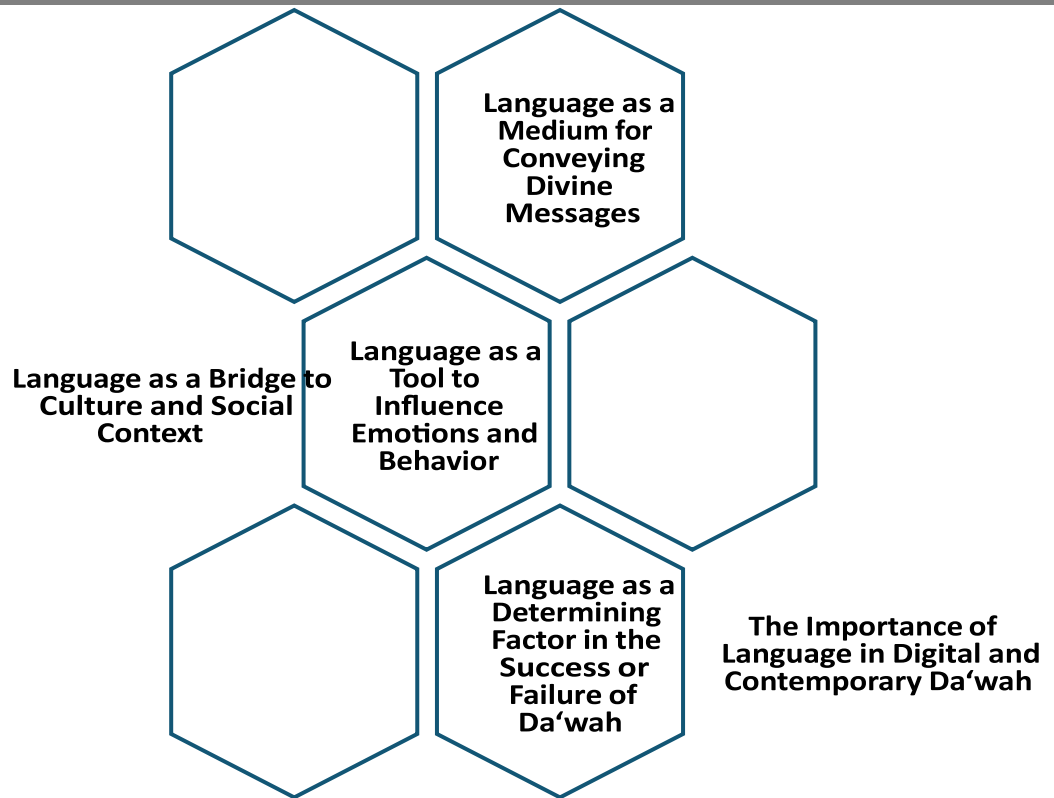 Language as a
Medium for
Conveying
Divine
Messages
Language as a Bridge to
Culture and Social
Context
Language as a
Tool to
Influence
Emotions and
Behavior
Language as a
Determining
Factor in the
Success or
Failure of
Da‘wah
The Importance of
Language in Digital and
Contemporary Da‘wah